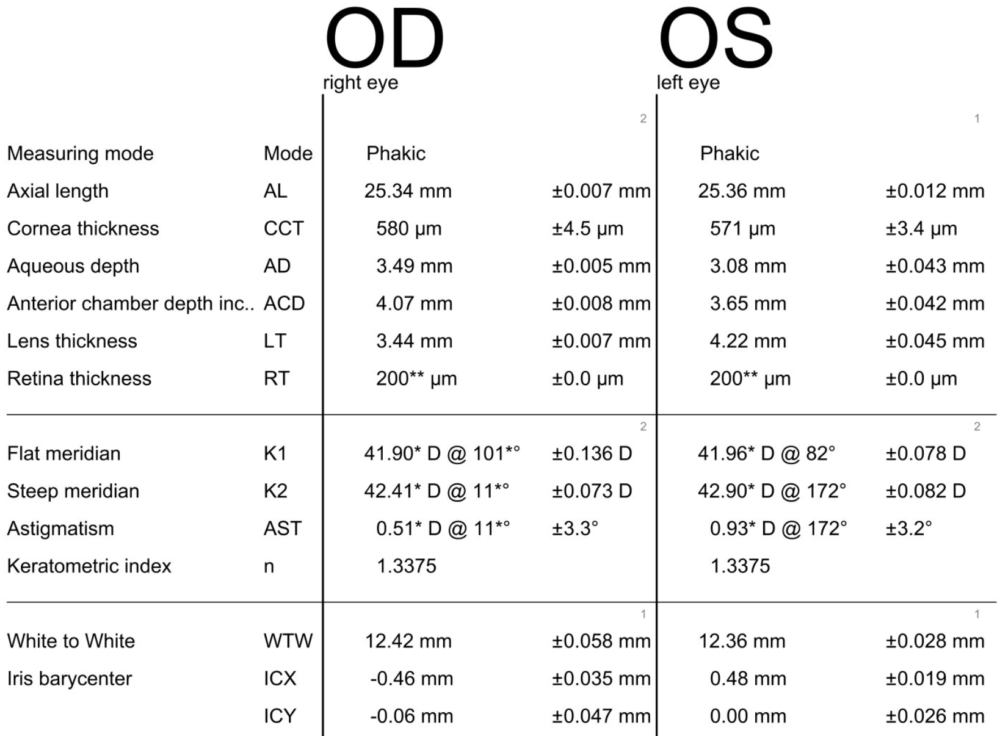 OD OS
right eye left eye
2 1
Measuring mode Mode Phakic Phakic
Axial length AL 25.34 mm ±0.007 mm 25.36 mm ±0.012 mm
Cornea thickness CCT 580 µm ±4.5 µm 571 µm ±3.4 µm
Aqueous depth AD 3.49 mm ±0.005 mm 3.08 mm ±0.043 mm
Anterior chamber depth inc.. ACD 4.07 mm ±0.008 mm 3.65 mm ±0.042 mm
Lens thickness LT 3.44 mm ±0.007 mm 4.22 mm ±0.045 mm
Retina thickness RT 200** µm ±0.0 µm 200** µm ±0.0 µm
2 2
Flat meridian K1 41.90* D @ 101*° ±0.136 D 41.96* D @ 82° ±0.078 D
Steep meridian K2 42.41* D @ 11*° ±0.073 D 42.90* D @ 172° ±0.082 D
Astigmatism AST 0.51* D @ 11*° ±3.3° 0.93* D @ 172° ±3.2°
Keratometric index n 1.3375 1.3375
1 1
White to White WTW 12.42 mm ±0.058 mm 12.36 mm ±0.028 mm
Iris barycenter ICX -0.46 mm ±0.035 mm 0.48 mm ±0.019 mm
ICY -0.06 mm ±0.047 mm 0.00 mm ±0.026 mm